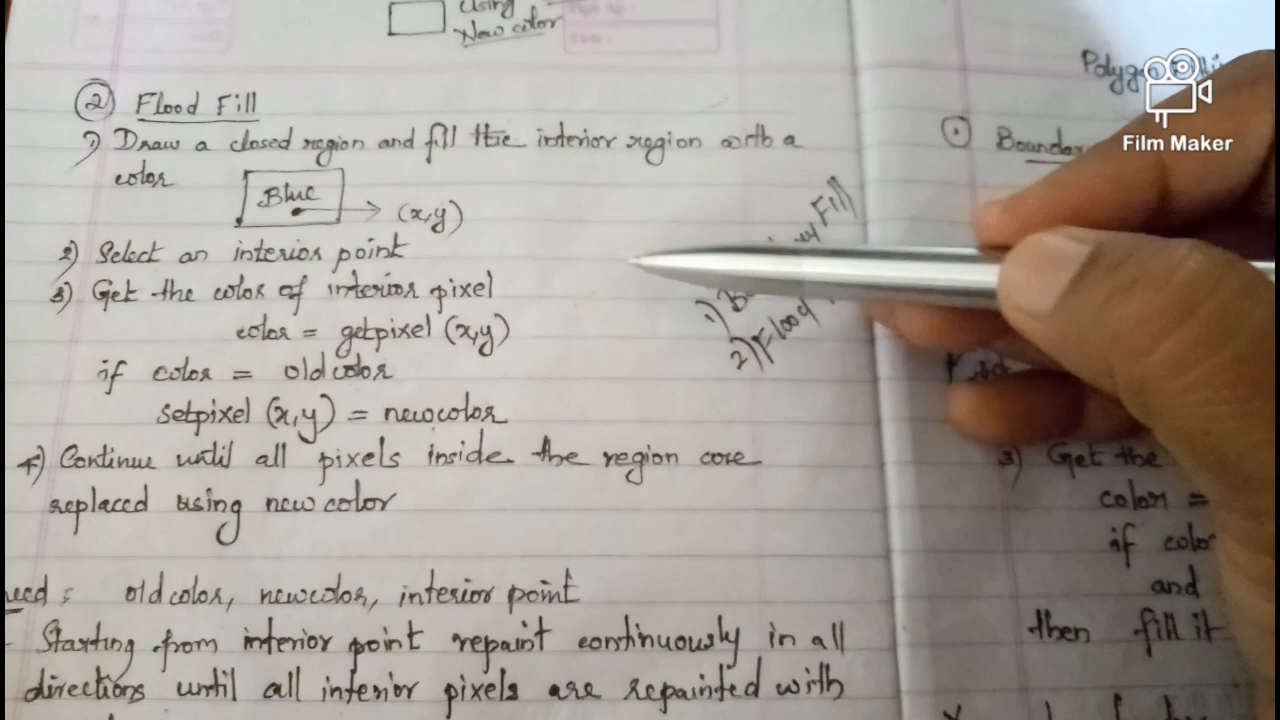 Using
New color
② Flood Fill
1) Draw a closed region and fill the interior region with a
color
Blue
(x,y)
2) Select an interior point
3) Get the color of interior pixel
color = getpixel (x,y)
if color = oldcolor
setpixel (x,y) = newcolor
4) Continue until all pixels inside the region are
replaced using new color
need: oldcolor, newcolor, interior point
- Starting from interior point repaint continuously in all
directions until all interior pixels are repainted with
1) Fill
2) Flood
Polygon
Film Maker
3) Get the
color =
if
and
then fill it